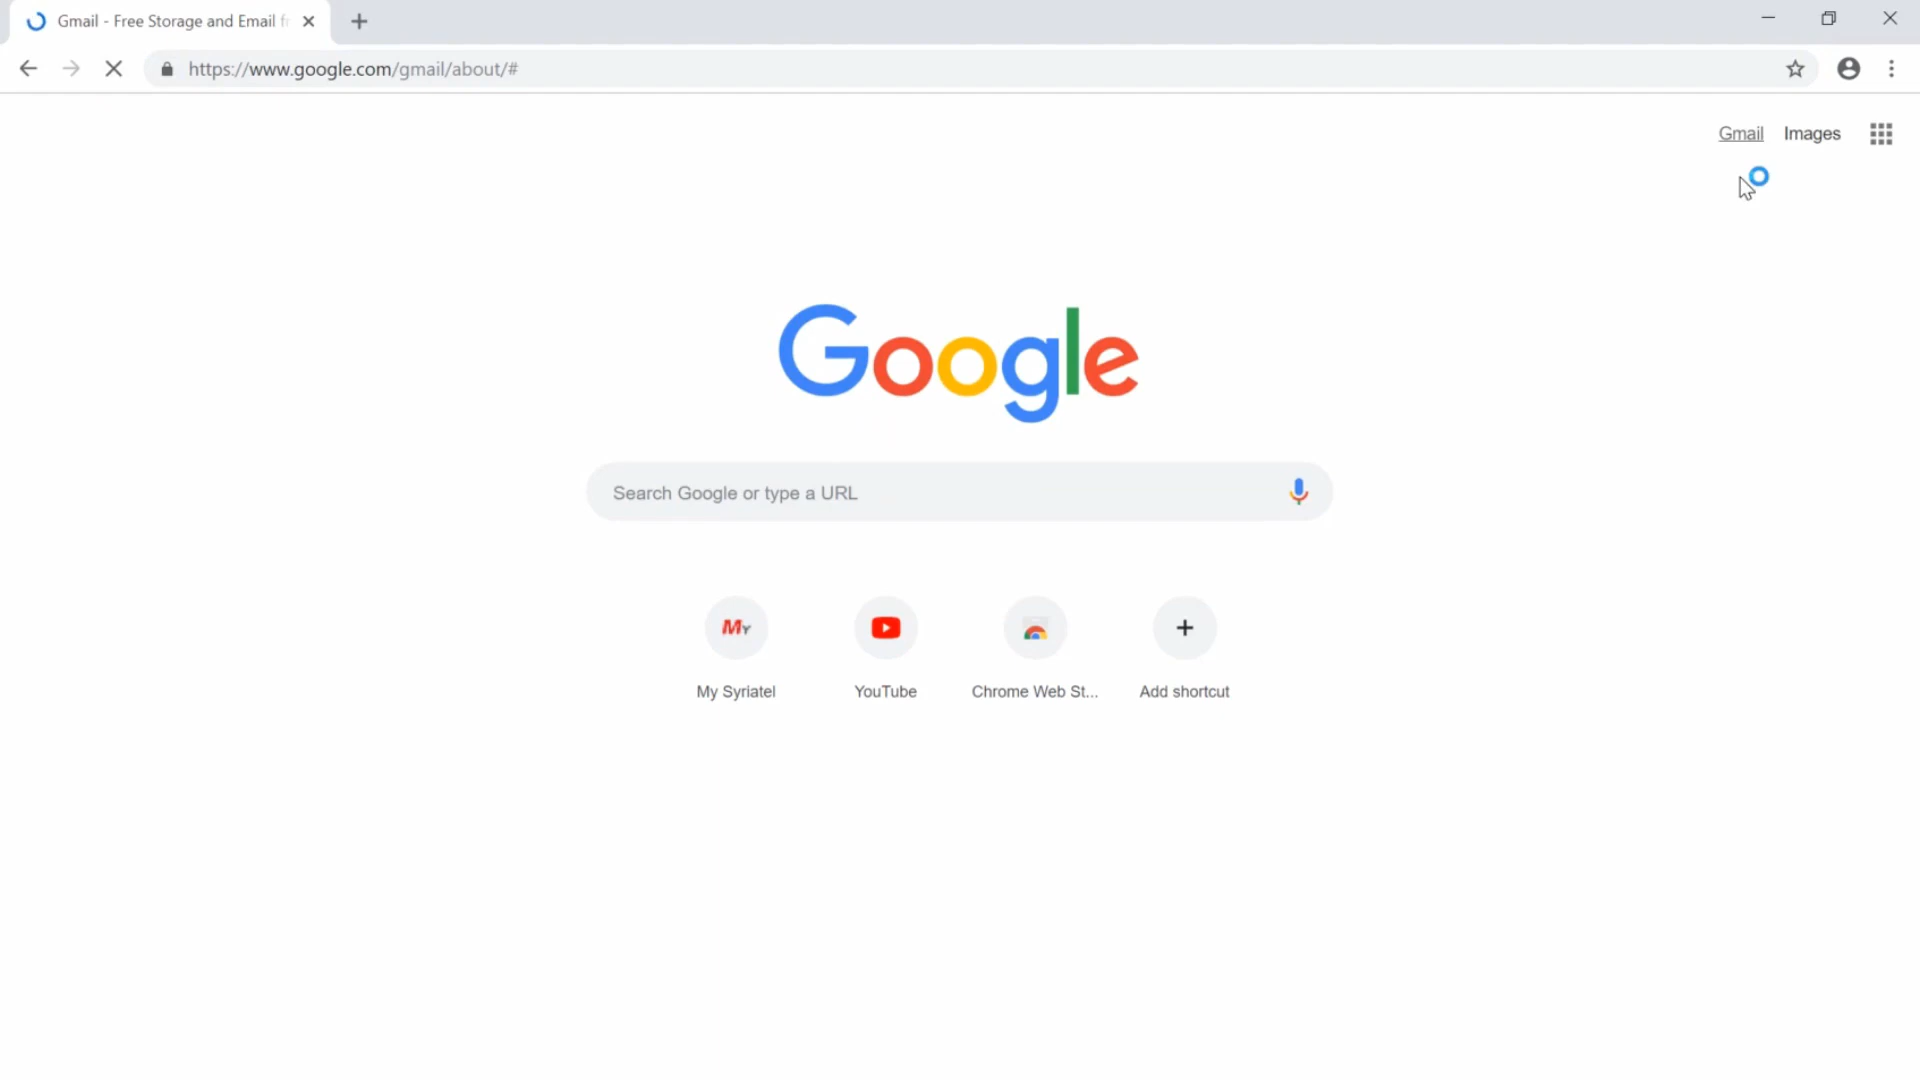 Gmail - Free Storage and Email f
https://www.google.com/gmail/about/#
Gmail Images
Google
Search Google or type a URL
My
My Syriatel YouTube Chrome Web St... Add shortcut